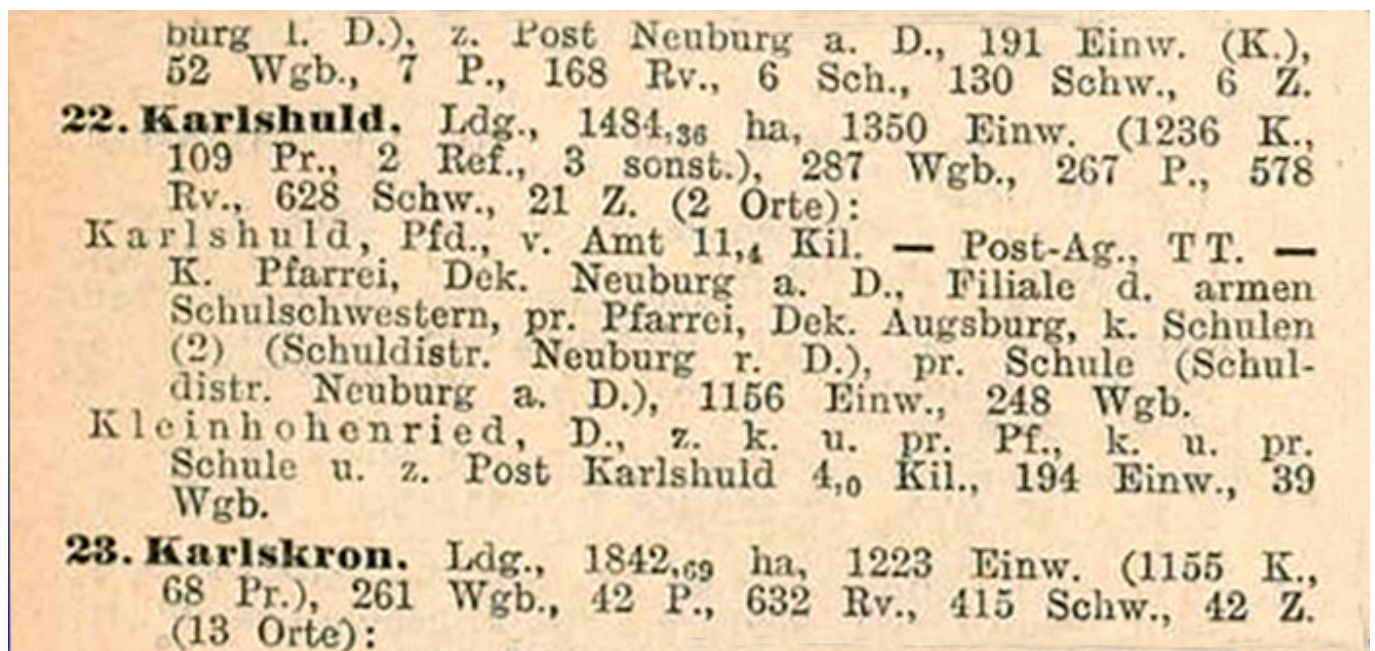 burg l. D.), z. Post Neuburg a. D., 191 Einw. (K.),
52 Wgb., 7 P., 168 Rv., 6 Sch., 130 Schw., 6 Z.
22. Karlshuld. Ldg., 1484,36 ha, 1350 Einw. (1236 K.,
109 Pr., 2 Ref., 3 sonst.), 287 Wgb., 267 P., 578
Rv., 628 Schw., 21 Z. (2 Orte):
Karlshuld, Pfd., v. Amt 11,4 Kil. — Post-Ag., TT. —
K. Pfarrei, Dek. Neuburg a. D., Filiale d. armen
Schulschwestern, pr. Pfarrei, Dek. Augsburg, k. Schulen
(2) (Schuldistr. Neuburg r. D.), pr. Schule (Schul-
distr. Neuburg a. D.), 1156 Einw., 248 Wgb.
Kleinhohenried, D., z. k. u. pr. Pf., k. u. pr.
Schule u. z. Post Karlshuld 4,0 Kil., 194 Einw., 39
Wgb.
23. Karlskron. Ldg., 1842,69 ha, 1223 Einw. (1155 K.,
68 Pr.), 261 Wgb., 42 P., 632 Rv., 415 Schw., 42 Z.
(13 Orte):